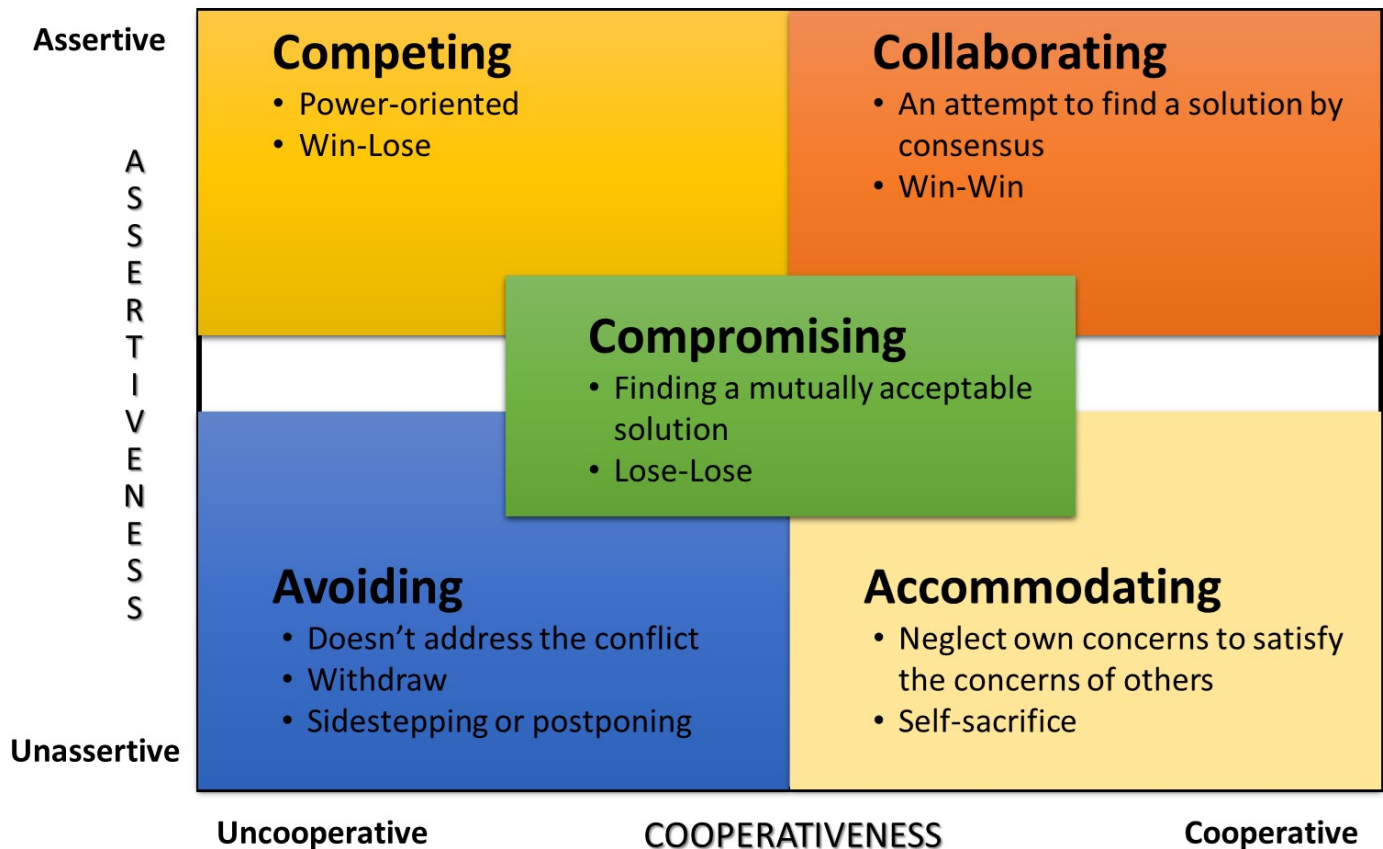 Assertive
ASSERTIVENESS
Unassertive
Competing
• Power-oriented
• Win-Lose
Collaborating
• An attempt to find a solution by
consensus
• Win-Win
Compromising
• Finding a mutually acceptable
solution
• Lose-Lose
Avoiding
• Doesn’t address the conflict
• Withdraw
• Sidestepping or postponing
Accommodating
• Neglect own concerns to satisfy
the concerns of others
• Self-sacrifice
Uncooperative
COOPERATIVENESS
Cooperative